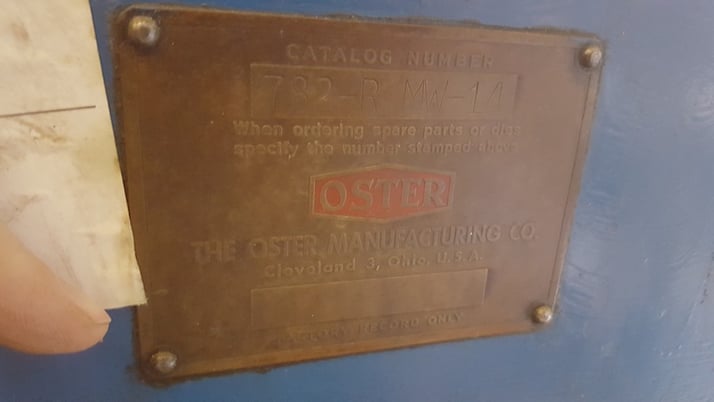 CATALOG NUMBER
782-R MW-14
When ordering spare parts or dies
specify the number stamped above
OSTER
THE OSTER MANUFACTURING CO.
Cleveland 3, Ohio, U.S.A.
FACTORY RECORD ONLY